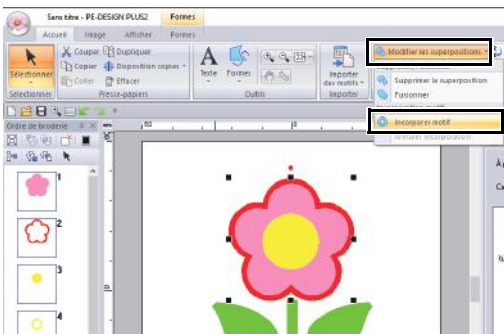 Sans titre - PE-DESIGN PLUS2
Formes
Accueil Image Afficher Formes
Sélectionner
Couper
Copier
Coller
Dupliquer
Disposition copies
Effacer
Texte
Formes
Importer
des motifs
Modifier les superpositions
Supprimer la superposition
Fusionner
Incorporer motif
Annuler incorporation
Sélectionner
Presse-papiers
Outils
Importer
Ordre de broderie
1
2
3
4